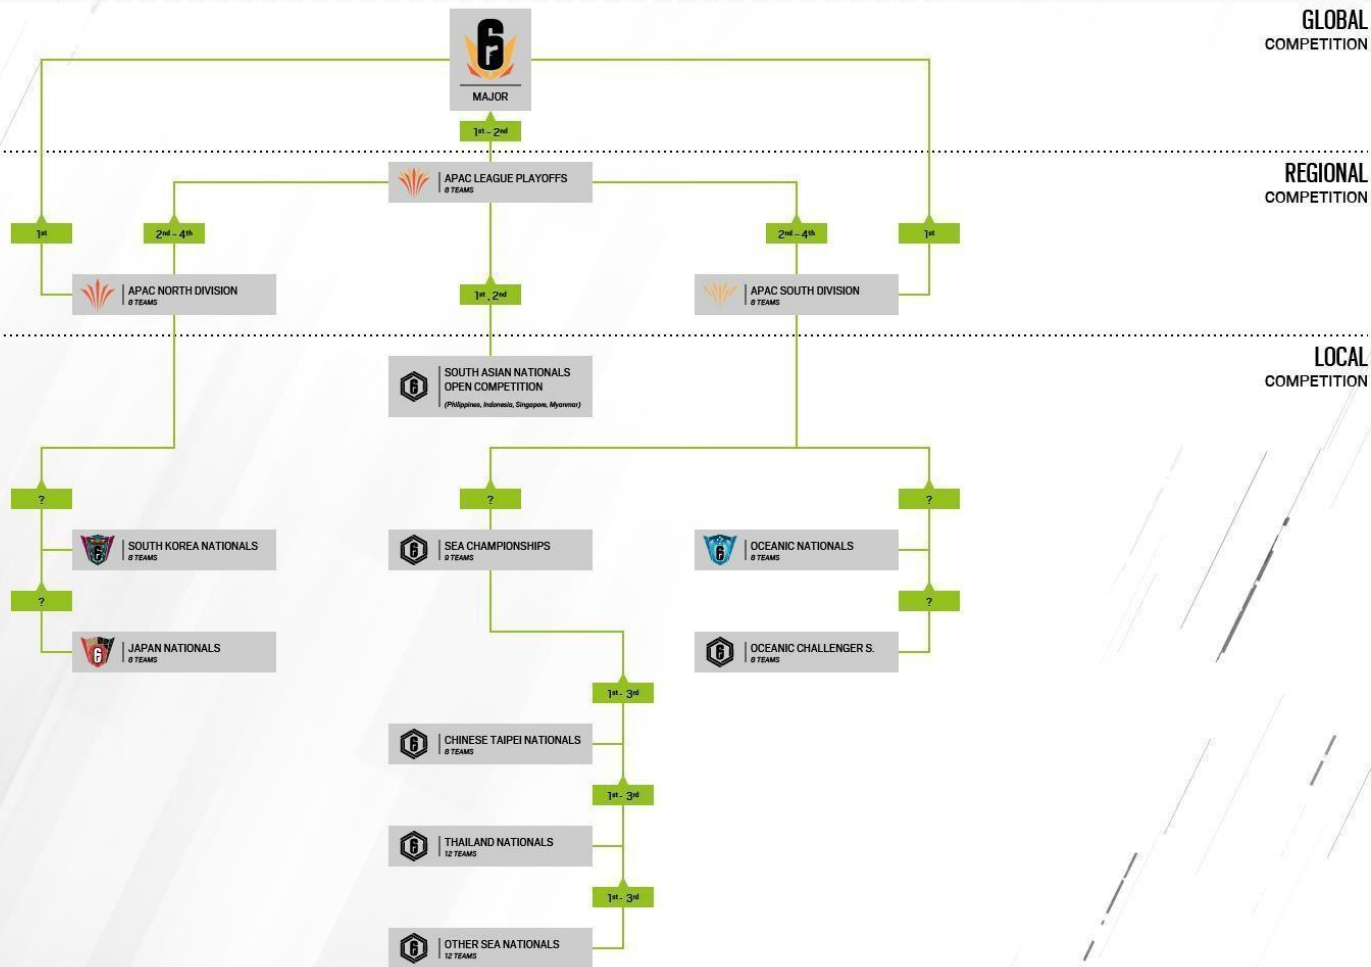 GLOBAL
COMPETITION
MAJOR
1st - 2nd
REGIONAL
COMPETITION
APAC LEAGUE PLAYOFFS
8 TEAMS
1st
2nd - 4th
2nd - 4th
1st
APAC NORTH DIVISION
8 TEAMS
1st , 2nd
APAC SOUTH DIVISION
8 TEAMS
LOCAL
COMPETITION
SOUTH ASIAN NATIONALS
OPEN COMPETITION
(Philippines, Indonesia, Singapore, Myanmar)
?
?
?
SOUTH KOREA NATIONALS
8 TEAMS
SEA CHAMPIONSHIPS
9 TEAMS
OCEANIC NATIONALS
8 TEAMS
?
?
JAPAN NATIONALS
8 TEAMS
OCEANIC CHALLENGER S.
8 TEAMS
1st - 3rd
CHINESE TAIPEI NATIONALS
8 TEAMS
1st - 3rd
THAILAND NATIONALS
12 TEAMS
1st - 3rd
OTHER SEA NATIONALS
12 TEAMS